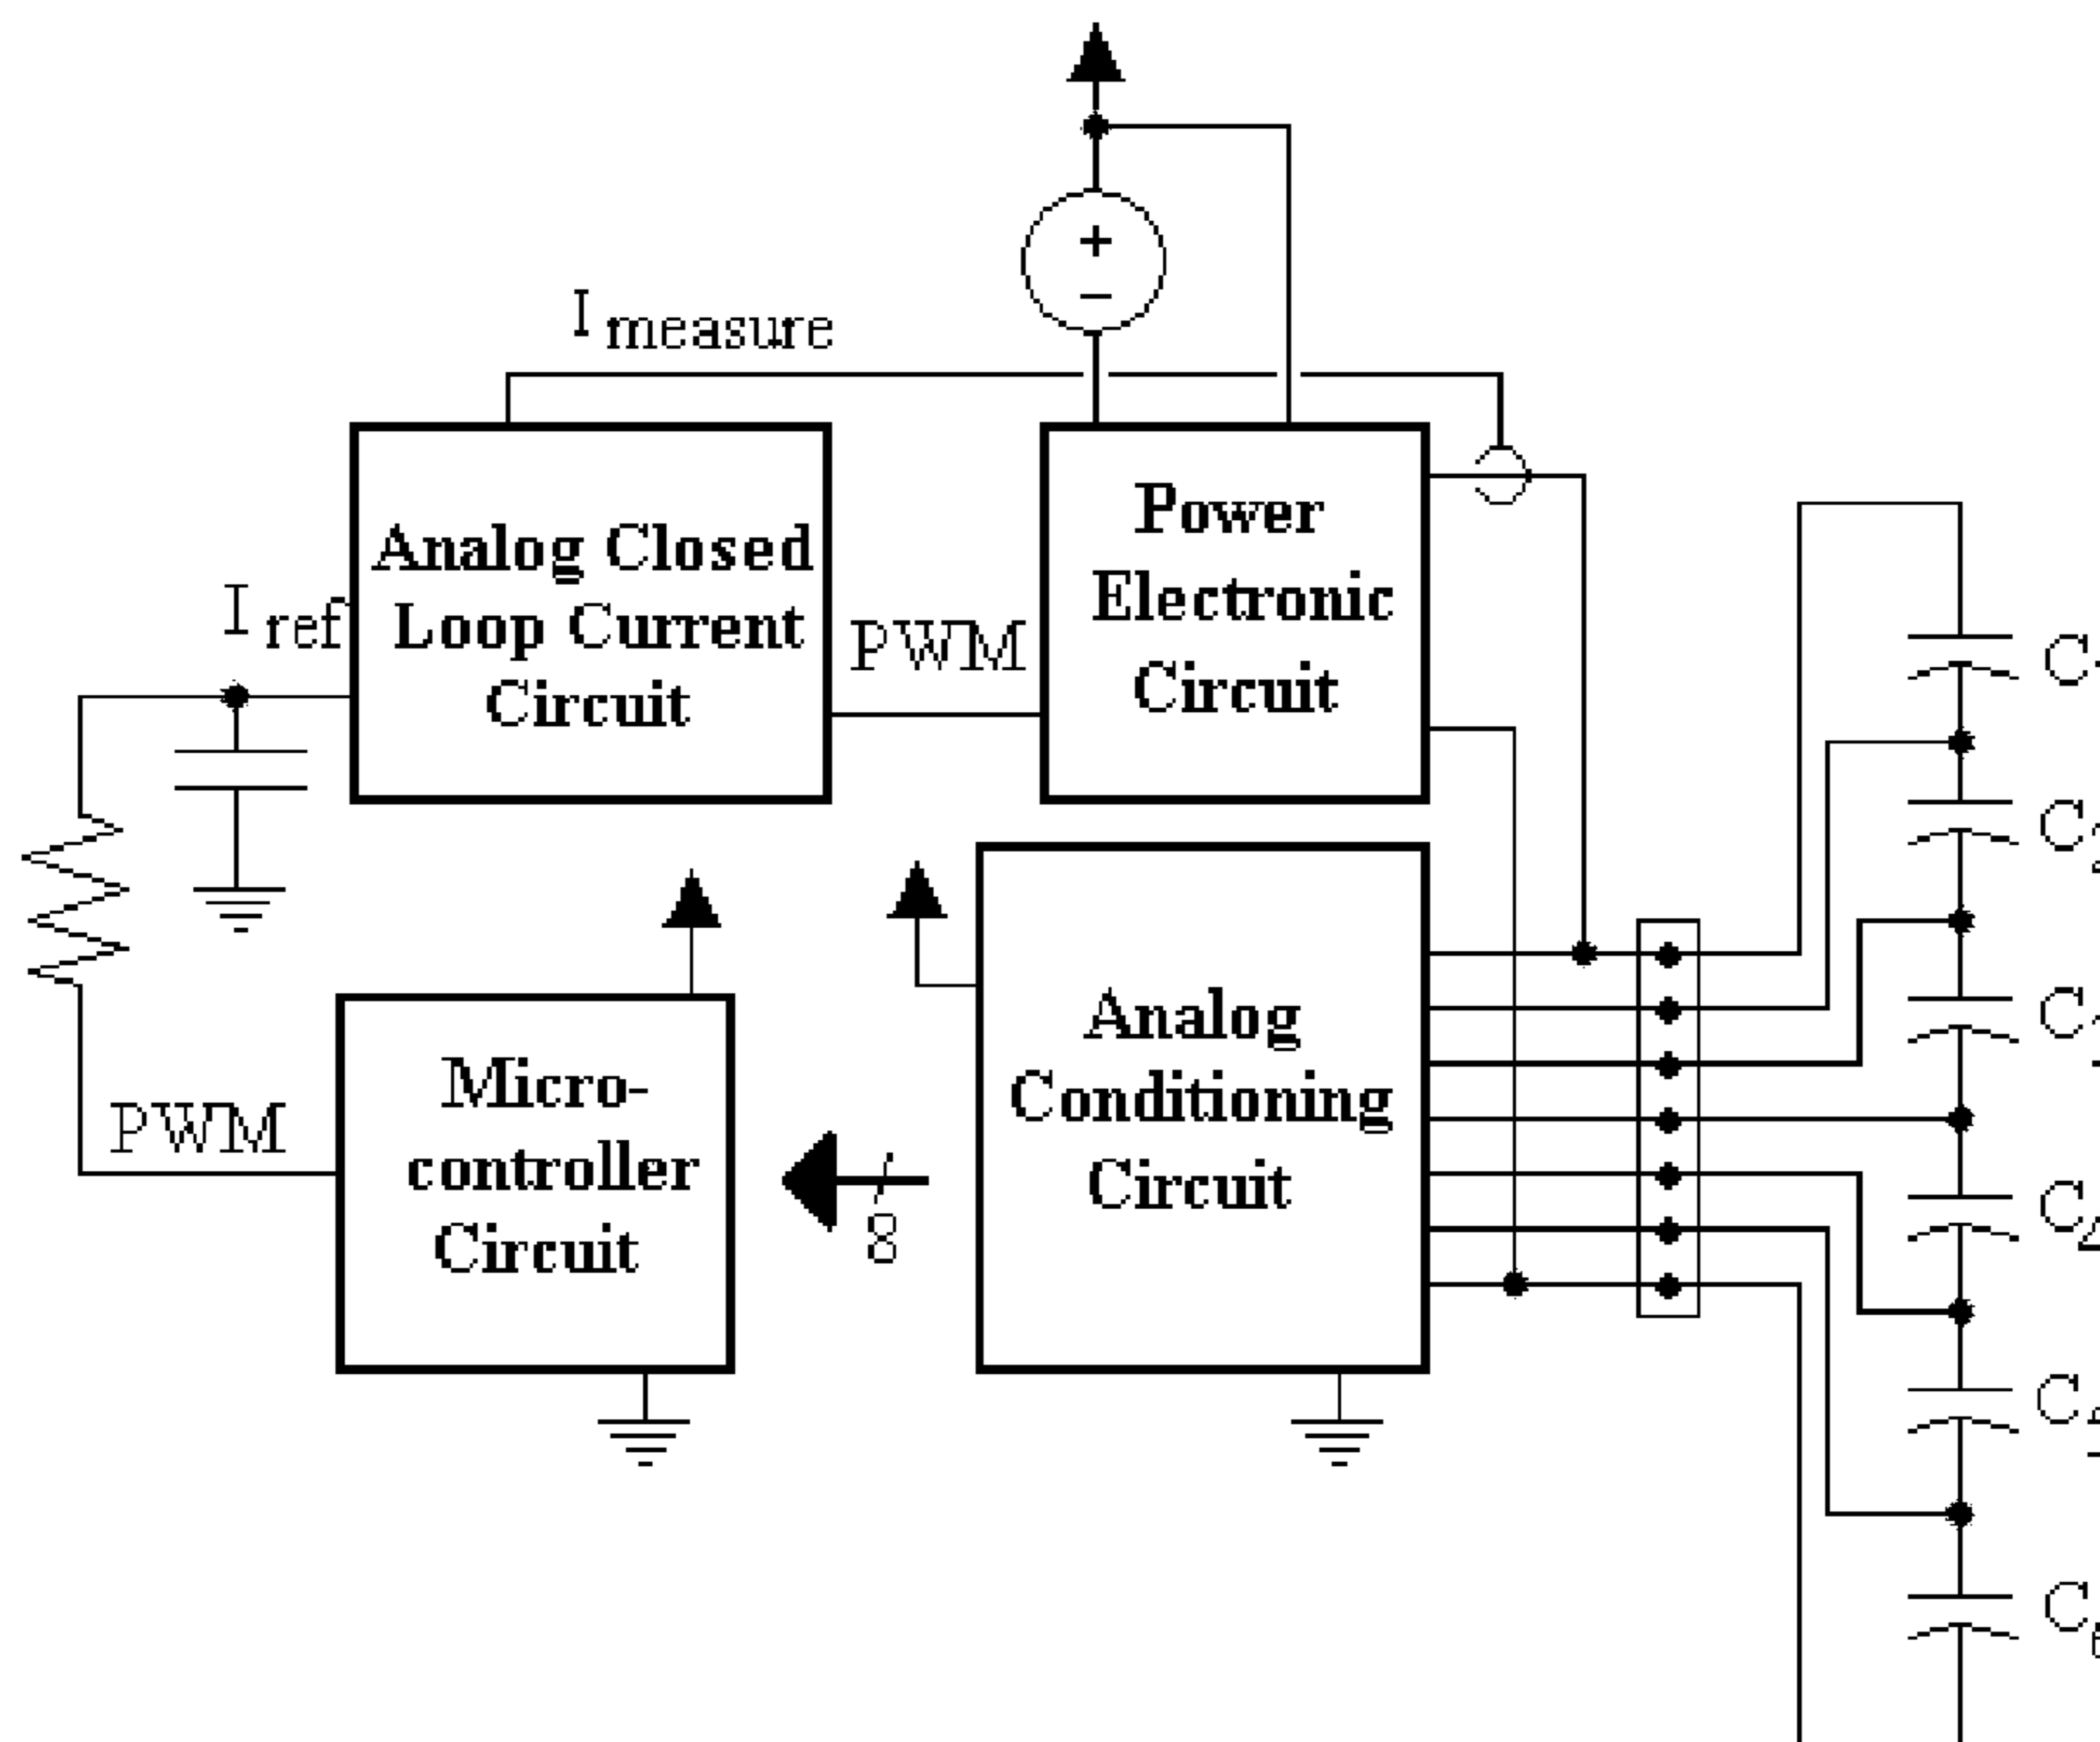 +
−
I measure
Analog Closed
Loop Current
Circuit
Power
Electronic
Circuit
I ref
PWM
C
C
C
C
C
C
Analog
Conditioning
Circuit
Micro-
controller
Circuit
PWM
8